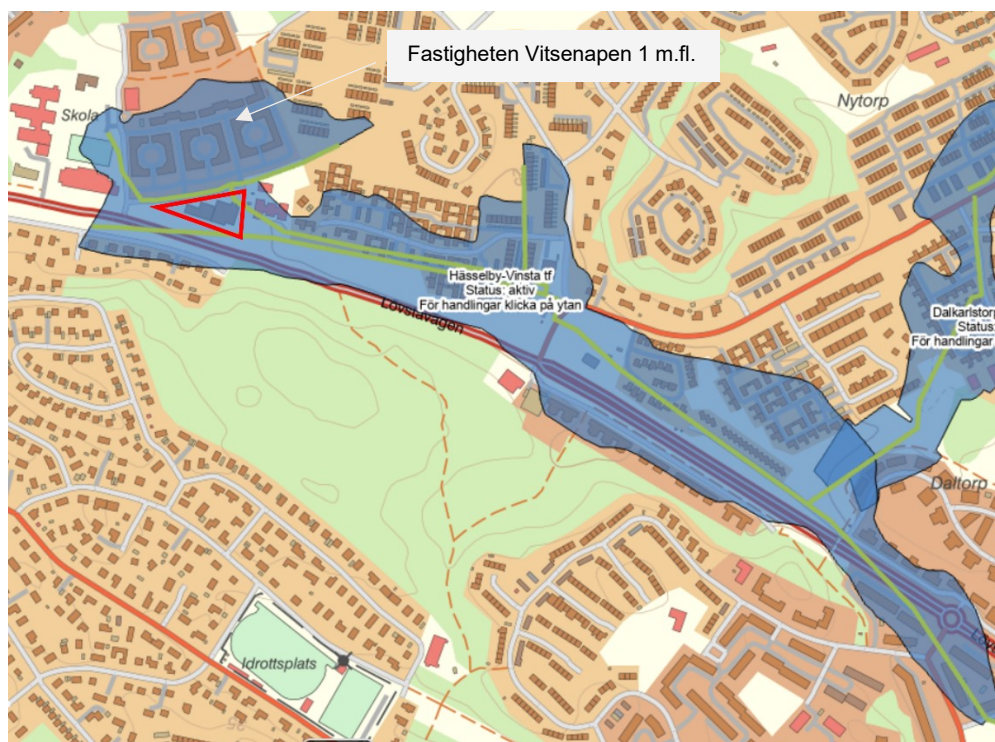 Fastigheten Vitsenapen 1 m.fl.
Skola
Nytorp
Hässelby-Vinsta tf
Status: aktiv
För handlingar klicka på ytan
Dalkarlstorp
Status:
För handlingar
Daltorp
Idrottsplats